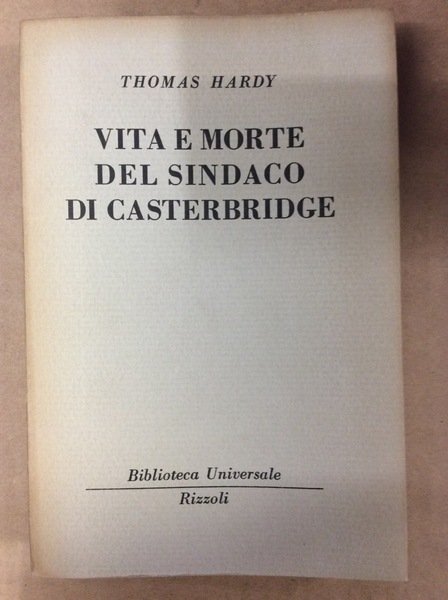 THOMAS HARDY
VITA E MORTE
DEL SINDACO
DI CASTERBRIDGE
Biblioteca Universale
Rizzoli